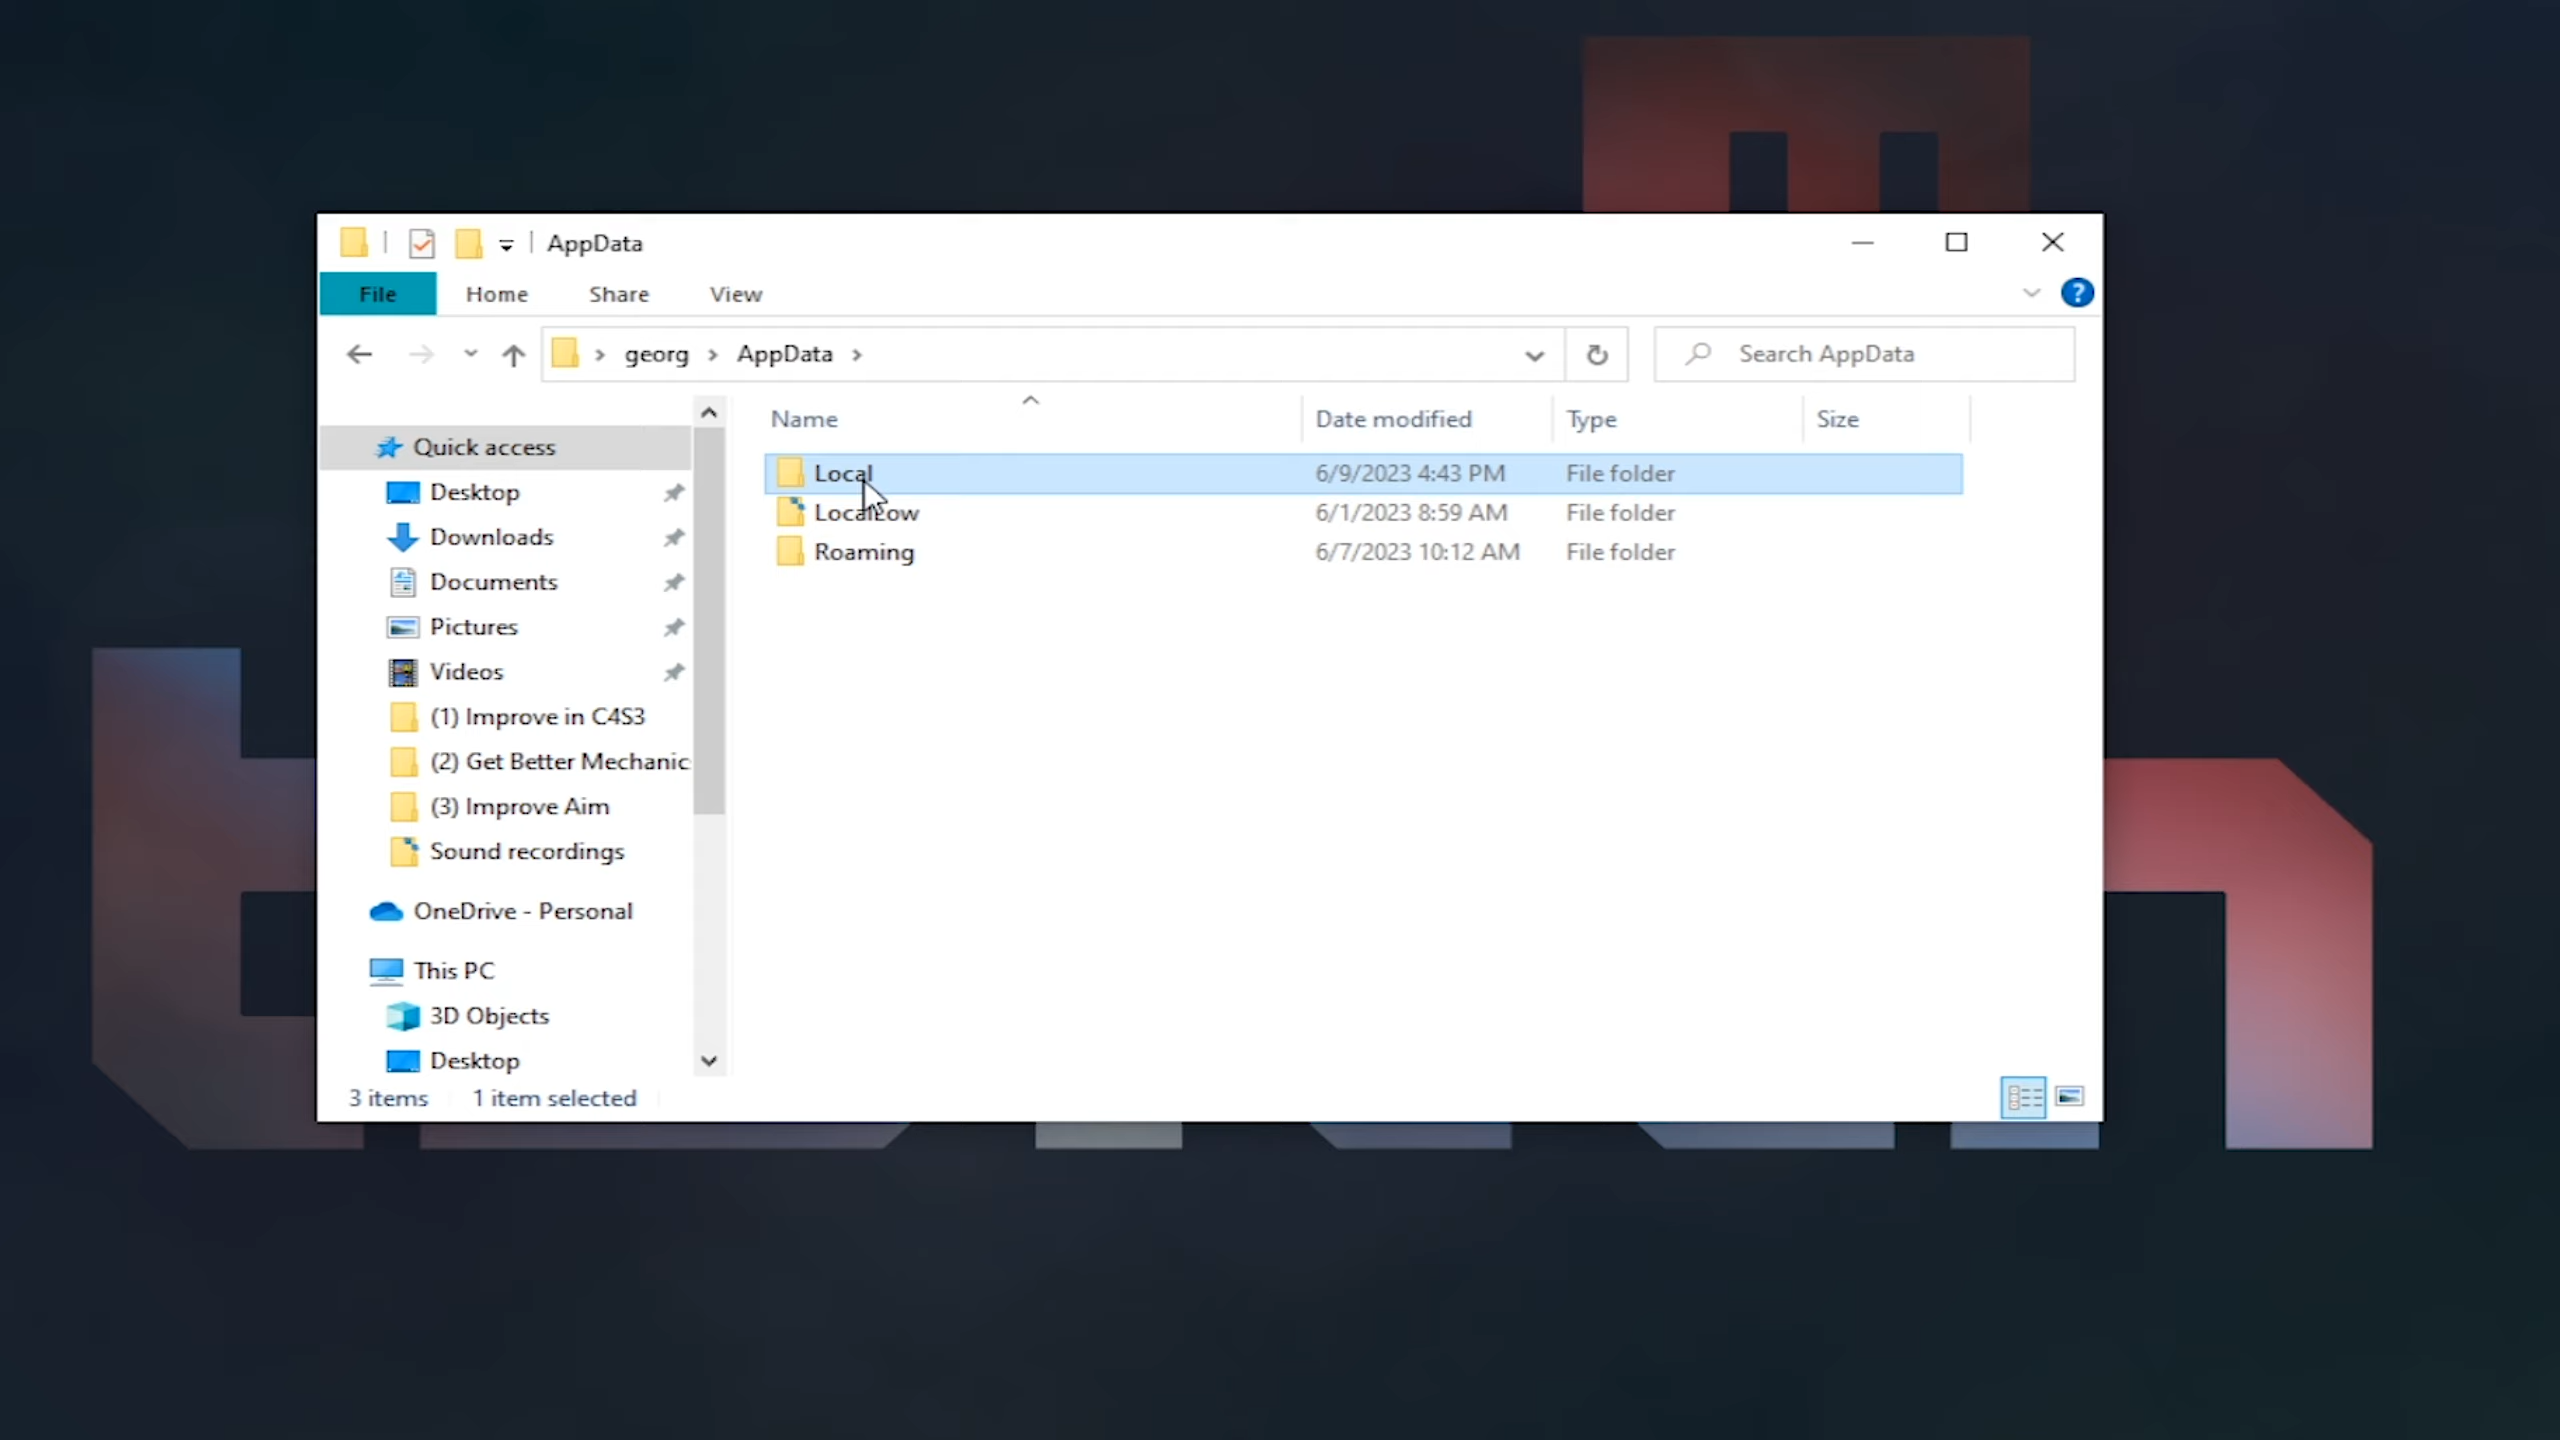 AppData
File Home Share View
georg > AppData >
Search AppData
Name Date modified Type Size
Quick access
Desktop
Downloads
Documents
Pictures
Videos
(1) Improve in C4S3
(2) Get Better Mechanic
(3) Improve Aim
Sound recordings
OneDrive - Personal
This PC
3D Objects
Desktop
Local 6/9/2023 4:43 PM File folder
LocalLow 6/1/2023 8:59 AM File folder
Roaming 6/7/2023 10:12 AM File folder
3 items 1 item selected